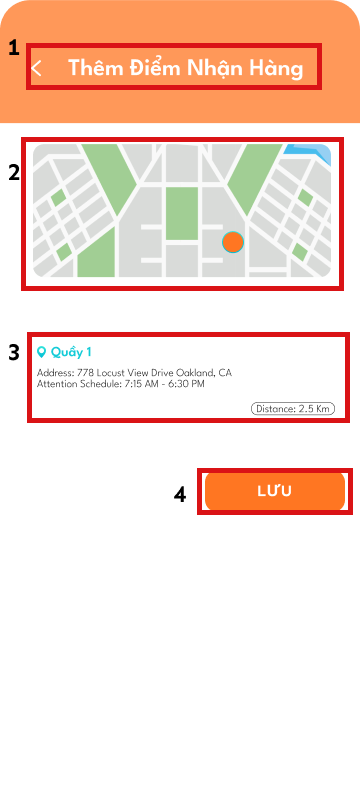 1
Thêm Điểm Nhận Hàng
2
3
Quầy 1
Address: 778 Locust View Drive Oakland, CA
Attention Schedule: 7:15 AM - 6:30 PM
Distance: 2.5 Km
4
LƯU